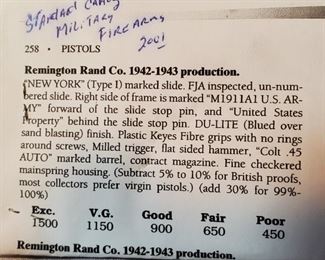 STANDARD CATALOG
MILITARY
FIREARMS
2001
258 • PISTOLS
Remington Rand Co. 1942-1943 production.
"NEW YORK" (Type I) marked slide. FJA inspected, un-num-
bered slide. Right side of frame is marked "M1911A1 U.S. AR-
MY" forward of the slide stop pin, and "United States
Property" behind the slide stop pin. DU-LITE (Blued over
sand blasting) finish. Plastic Keyes Fibre grips with no rings
around screws, Milled trigger, flat sided hammer, "Colt .45
AUTO" marked barrel, contract magazine. Fine checkered
mainspring housing. (Subtract 5% to 10% for British proofs,
most collectors prefer virgin pistols.) (add 30% for 99%-
100%)
Exc. V.G. Good Fair Poor
1500 1150 900 650 450
Remington Rand Co. 1942-1943 production.